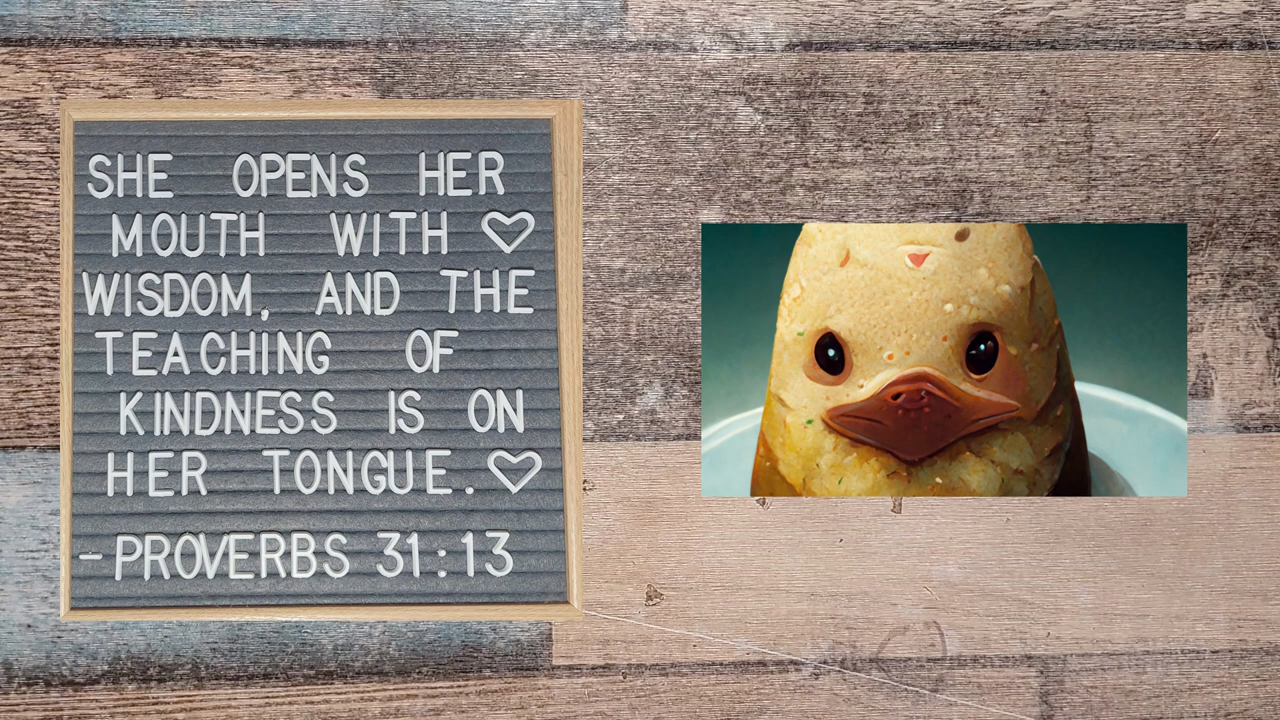 SHE OPENS HER
MOUTH WITH ♡
WISDOM, AND THE
TEACHING OF
KINDNESS IS ON
HER TONGUE. ♡
-PROVERBS 31:13